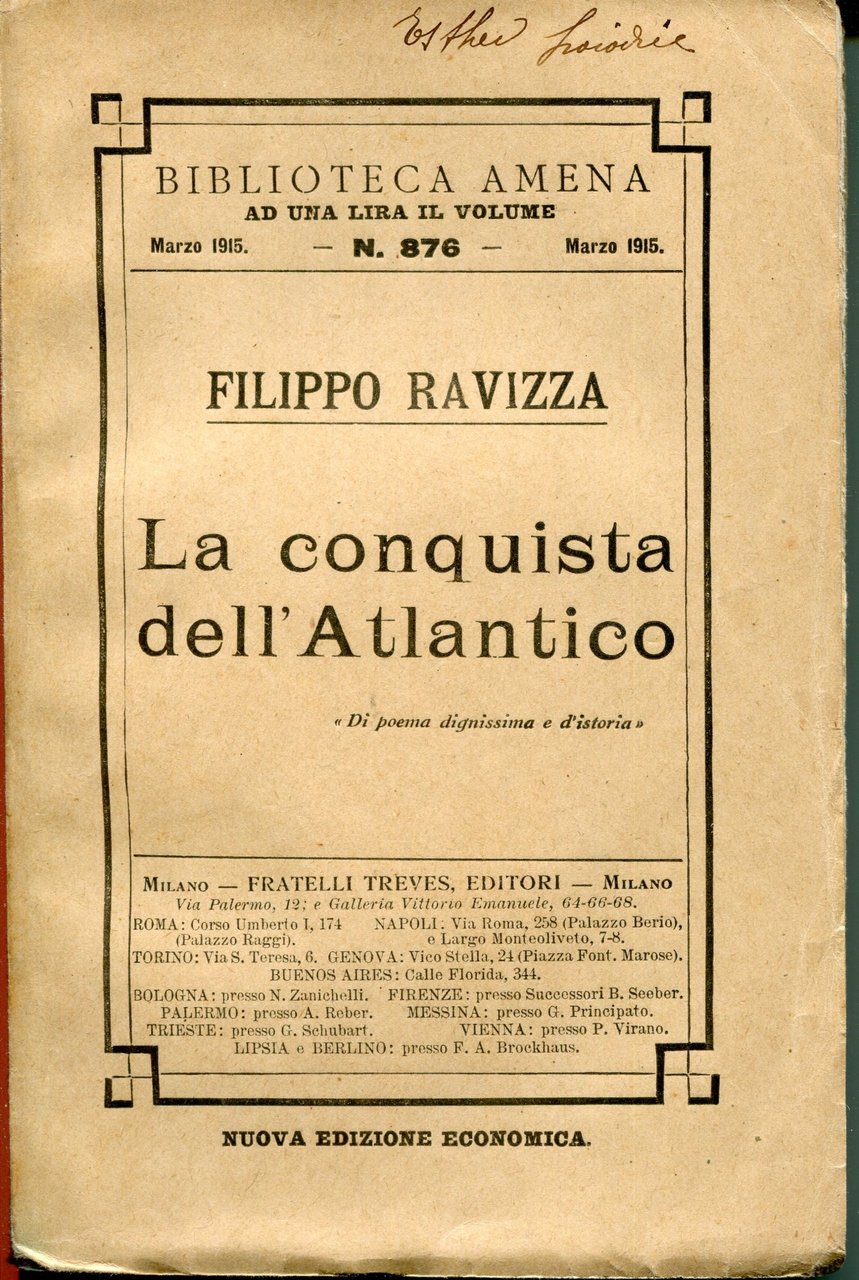 Esther
BIBLIOTECA AMENA
AD UNA LIRA IL VOLUME
Marzo 1915. — N. 876 — Marzo 1915.
FILIPPO RAVIZZA
La conquista
dell'Atlantico
« Di poema dignissima e d'istoria »
MILANO — FRATELLI TREVES, EDITORI — MILANO
Via Palermo, 12; e Galleria Vittorio Emanuele, 64-66-68.
ROMA: Corso Umberto I, 174 NAPOLI: Via Roma, 258 (Palazzo Berio),
(Palazzo Raggi). e Largo Monteoliveto, 7-8.
TORINO: Via S. Teresa, 6. GENOVA: Vico Stella, 24 (Piazza Font. Marose).
BUENOS AIRES: Calle Florida, 344.
BOLOGNA: presso N. Zanichelli. FIRENZE: presso Successori B. Seeber.
PALERMO: presso A. Reber. MESSINA: presso G. Principato.
TRIESTE: presso G. Schubart. VIENNA: presso P. Virano.
LIPSIA e BERLINO: presso F. A. Brockhaus.
NUOVA EDIZIONE ECONOMICA.